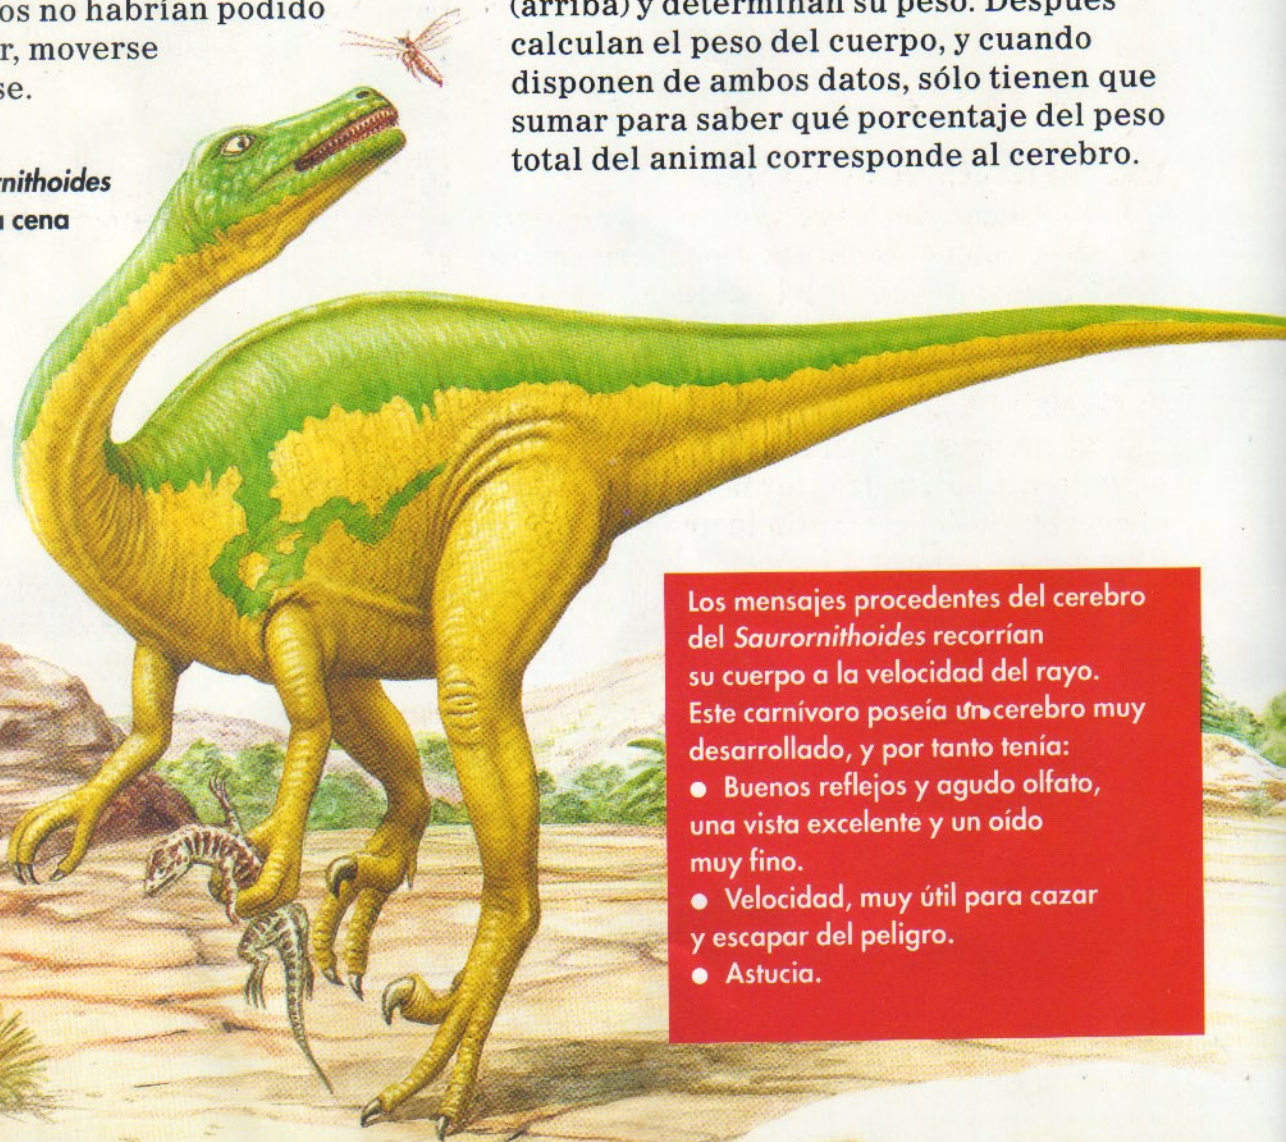 os no habrían podido
r, moverse
se.
rnithoides
cena
(arriba) y determinan su peso. Después
calculan el peso del cuerpo, y cuando
disponen de ambos datos, sólo tienen que
sumar para saber qué porcentaje del peso
total del animal corresponde al cerebro.
Los mensajes procedentes del cerebro
del Saurornithoides recorrían
su cuerpo a la velocidad del rayo.
Este carnívoro poseía un cerebro muy
desarrollado, y por tanto tenía:
● Buenos reflejos y agudo olfato,
una vista excelente y un oído
muy fino.
● Velocidad, muy útil para cazar
y escapar del peligro.
● Astucia.